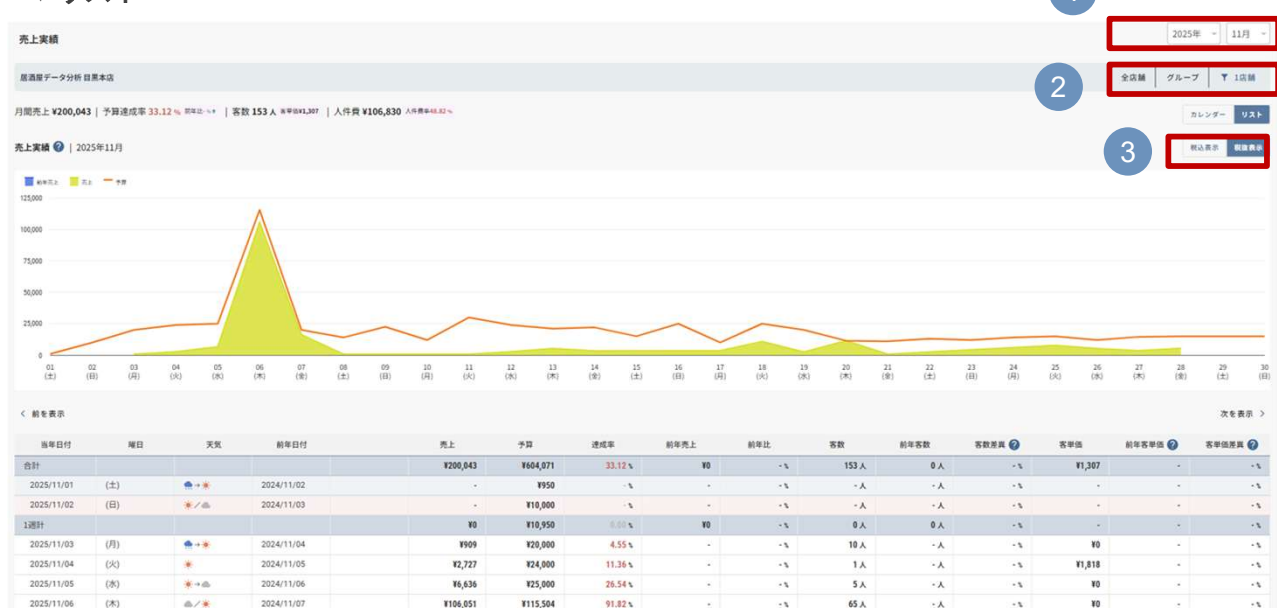 売上実績
2025年 11月
居酒屋データ分析 目黒本店
全店舗 グループ 1店舗
2
月間売上 ¥200,043 | 予算達成率 33.12 % 前年比 - % | 客数 153 人 客単価¥1,307 | 人件費 ¥106,830 人件費率
カレンダー リスト
売上実績 ? | 2025年11月
3
税込表示 税抜表示
前年売上 売上 予算
125,000
100,000
75,000
50,000
25,000
0
01 02 03 04 05 06 07 08 09 10 11 12 13 14 15 16 17 18 19 20 21 22 23 24 25 26 27 28 29 30
(土) (日) (月) (火) (水) (木) (金) (土) (日) (月) (火) (水) (木) (金) (土) (日) (月) (火) (水) (木) (金) (土) (日) (月) (火) (水) (木) (金) (土) (日)
< 前を表示 次を表示 >
当年日付 曜日 天気 前年日付 売上 予算 達成率 前年売上 前年比 客数 前年客数 客数差異 ? 客単価 前年客単価 ? 客単価差異 ?
合計 ¥200,043 ¥604,071 33.12 % ¥0 - % 153 人 0 人 - % ¥1,307 - - %
2025/11/01 (土) → 2024/11/02 - ¥950 - % - - % - 人 - 人 - % - - - %
2025/11/02 (日) / 2024/11/03 - ¥10,000 - % - - % - 人 - 人 - % - - - %
1週計 ¥0 ¥10,950 0.00 % ¥0 - % 0 人 0 人 - % - - - %
2025/11/03 (月) → 2024/11/04 ¥909 ¥20,000 4.55 % - - % 10 人 - 人 - % ¥0 - - %
2025/11/04 (火) 2024/11/05 ¥2,727 ¥24,000 11.36 % - - % 1 人 - 人 - % ¥1,818 - - %
2025/11/05 (水) → 2024/11/06 ¥6,636 ¥25,000 26.54 % - - % 5 人 - 人 - % ¥0 - - %
2025/11/06 (木) / 2024/11/07 ¥106,051 ¥115,504 91.82 % - - % 65 人 - 人 - % ¥0 - - %